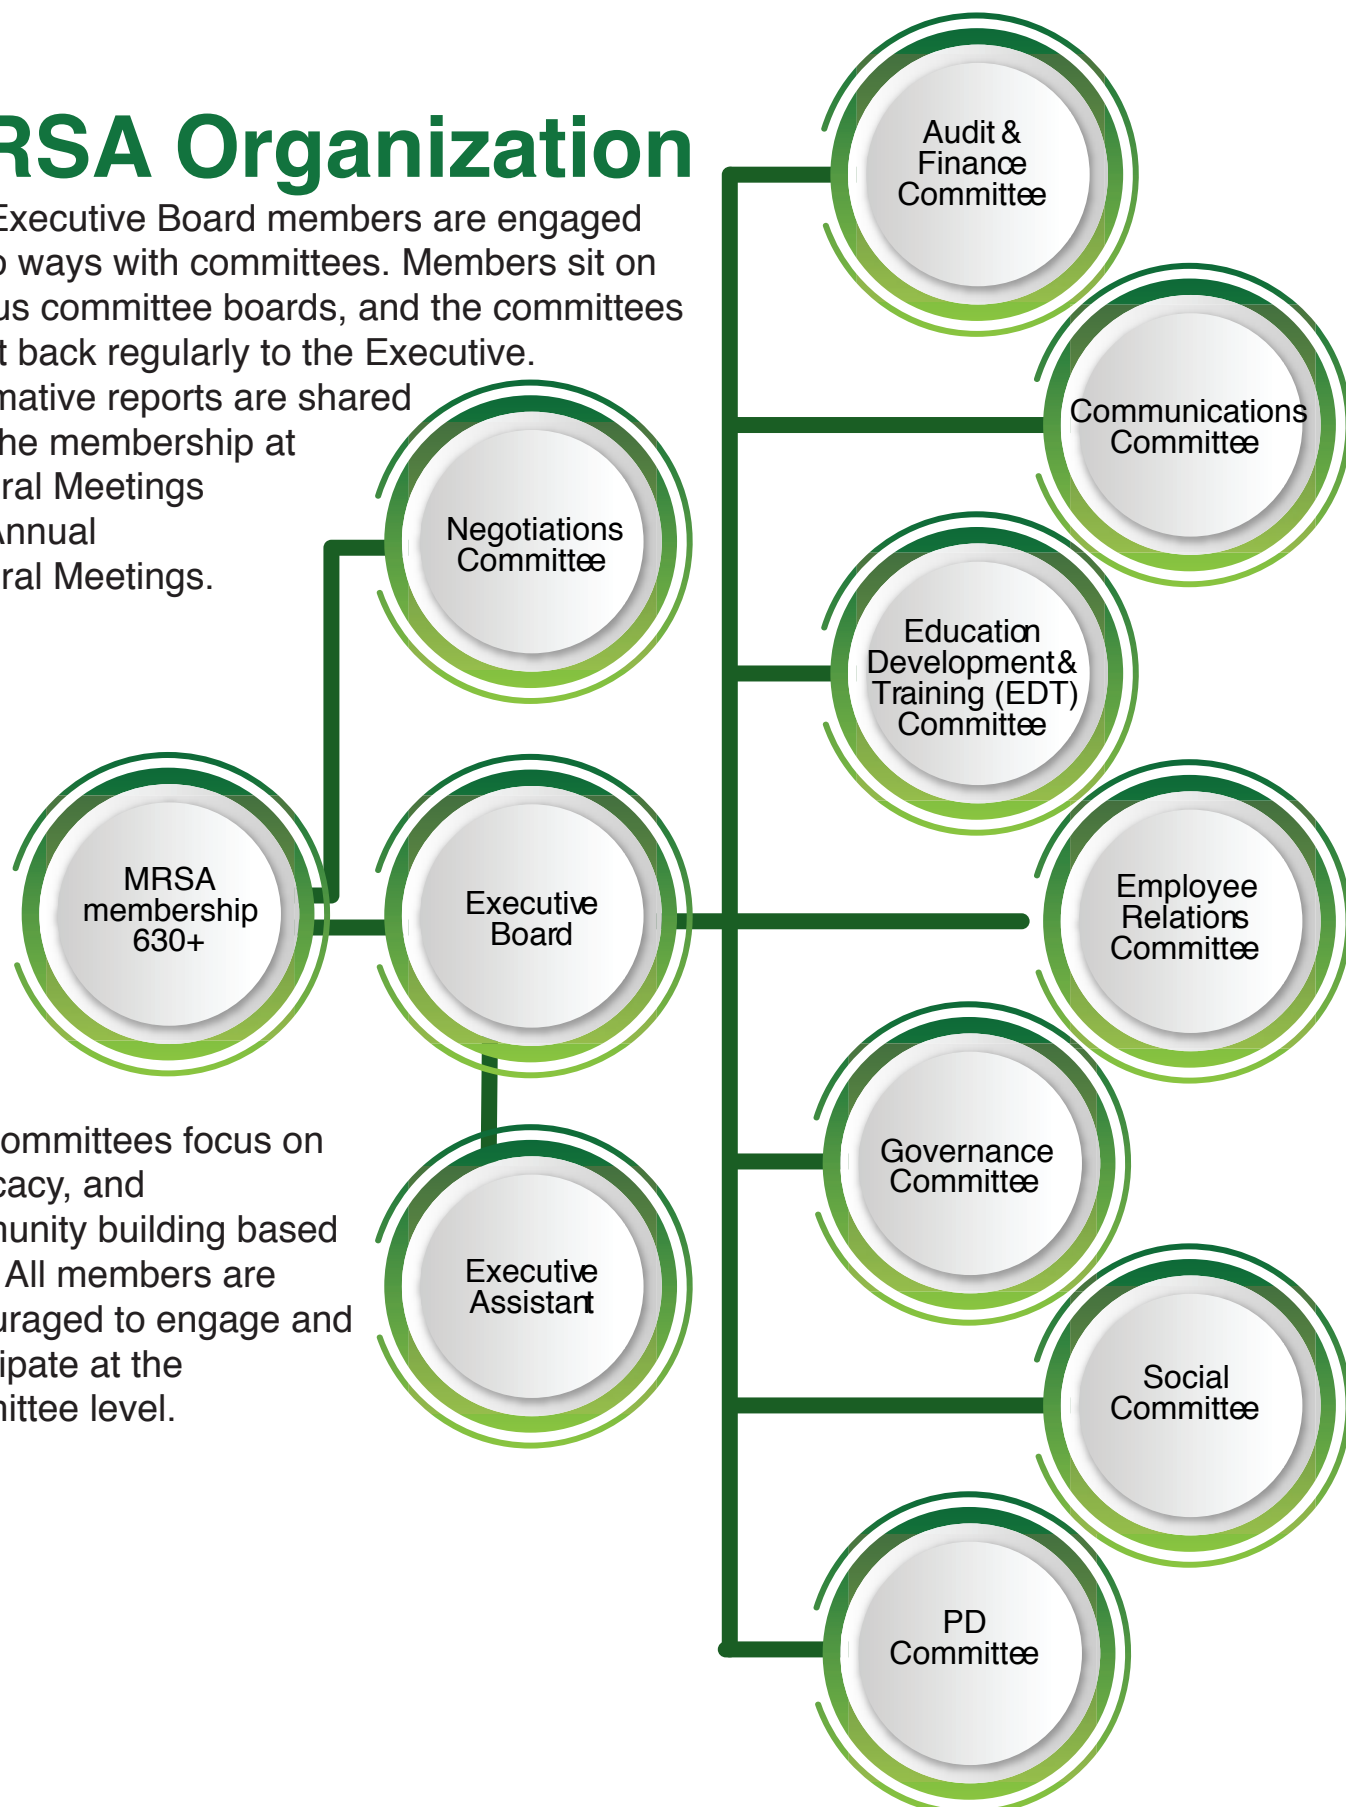 RSA Organization
Executive Board members are engaged
ways with committees. Members sit on
us committee boards, and the committees
t back regularly to the Executive.
mative reports are shared
he membership at
ral Meetings
Annual
ral Meetings.
Audit &
Finance
Committee
Communications
Committee
Negotiations
Committee
Education
Development &
Training (EDT)
Committee
MRSA
membership
630+
Executive
Board
Employee
Relations
Committee
Governance
Committee
ommittees focus on
cacy, and
unity building based
All members are
uraged to engage and
ipate at the
mittee level.
Executive
Assistant
Social
Committee
PD
Committee